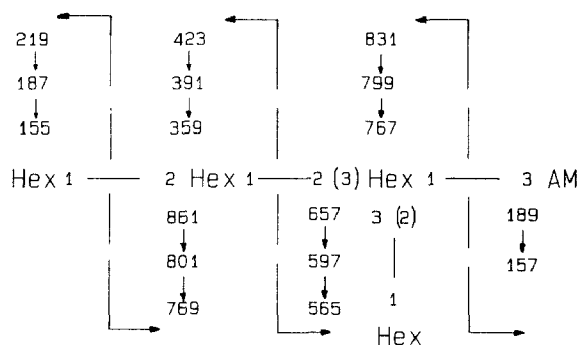 219 423 831
187 391 799
155 359 767
Hex 1 2 Hex 1 2 (3) Hex 1 3 AM
861 657 3 (2) 189
801 597 157
769 565 1
Hex